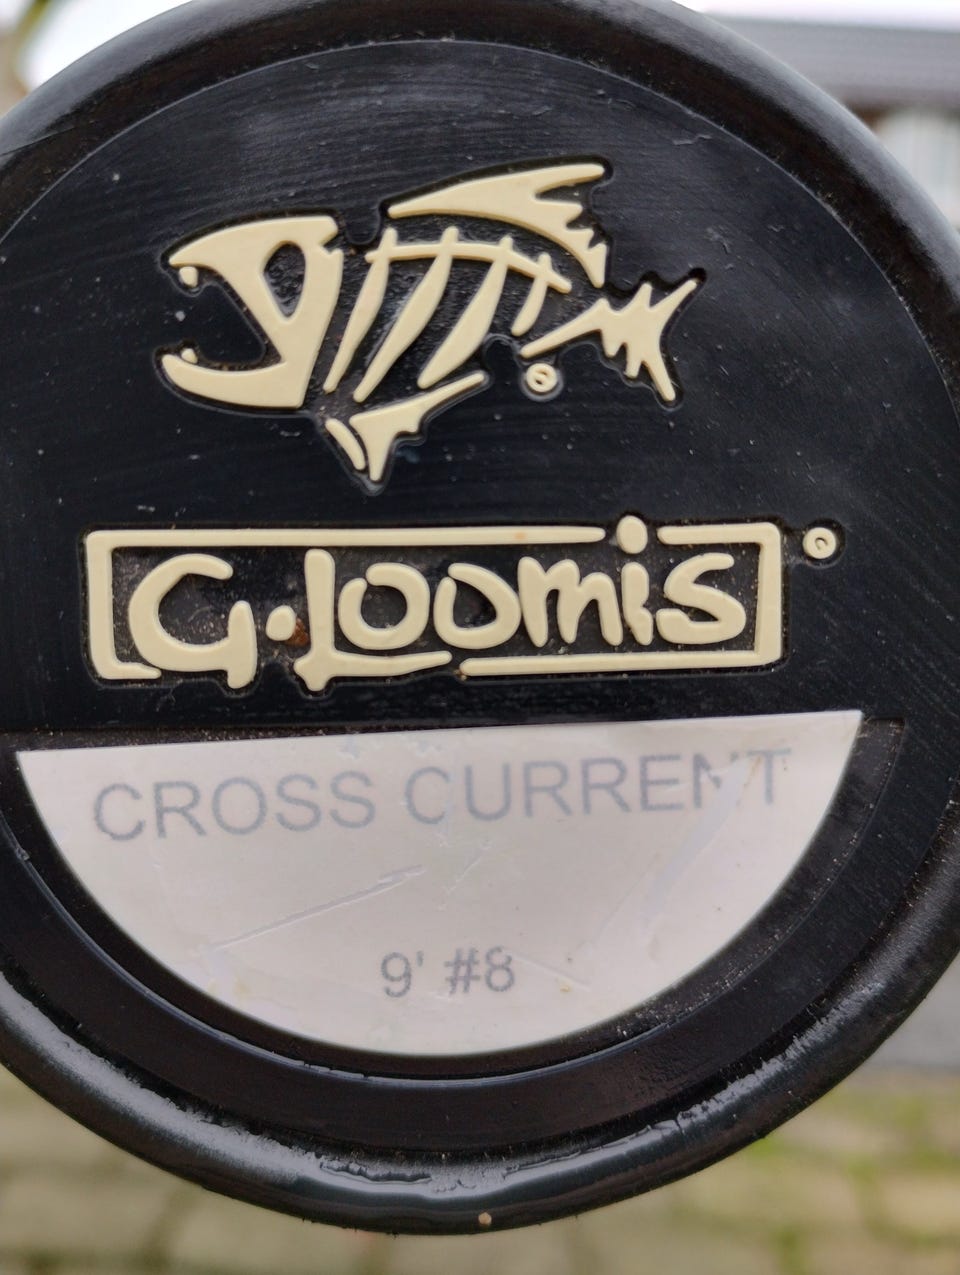 G.Loomis
CROSS CURRENT
9' #8